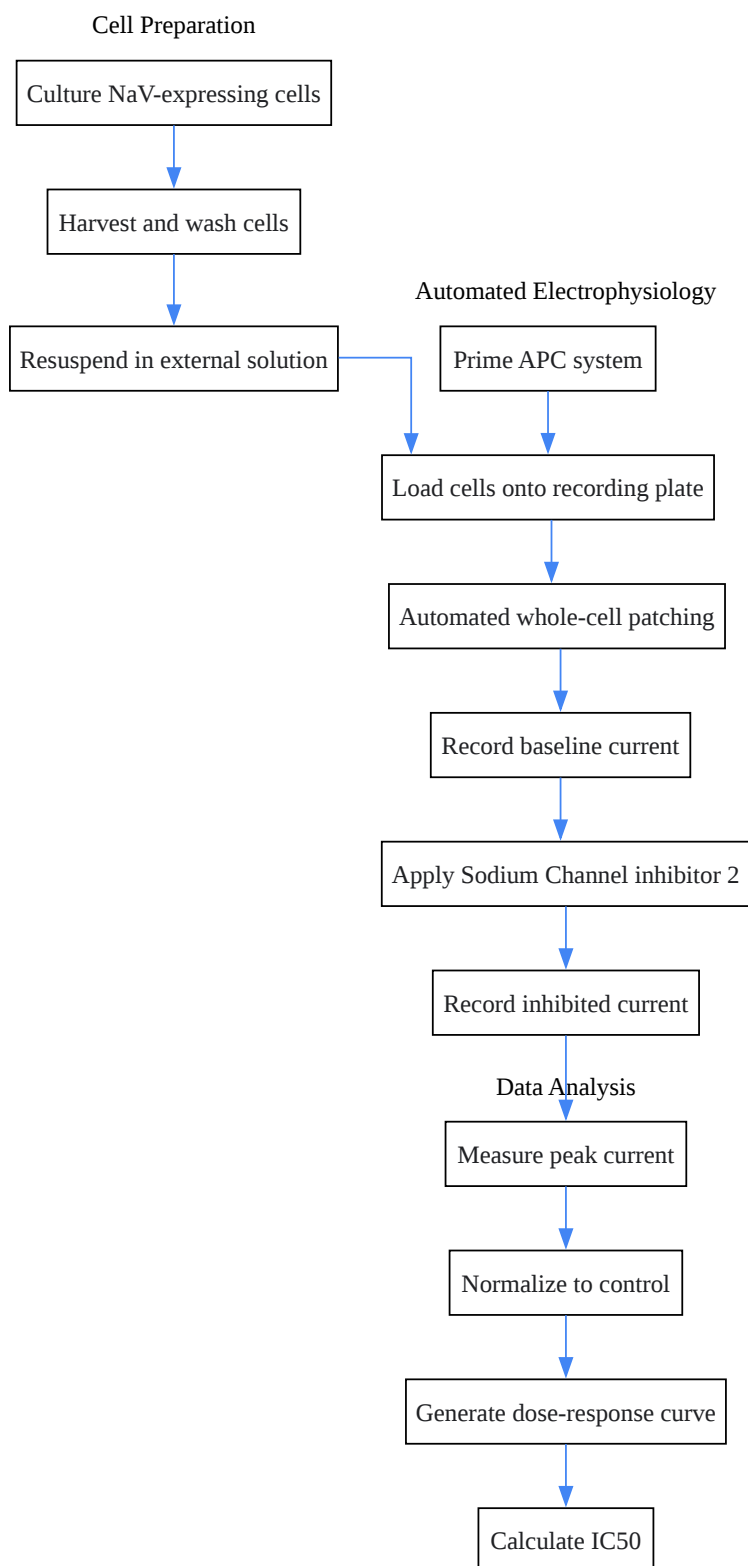 Cell Preparation
Culture NaV-expressing cells
Harvest and wash cells
Automated Electrophysiology
Resuspend in external solution
Prime APC system
Load cells onto recording plate
Automated whole-cell patching
Record baseline current
Apply Sodium Channel inhibitor 2
Record inhibited current
Data Analysis
Measure peak current
Normalize to control
Generate dose-response curve
Calculate IC50